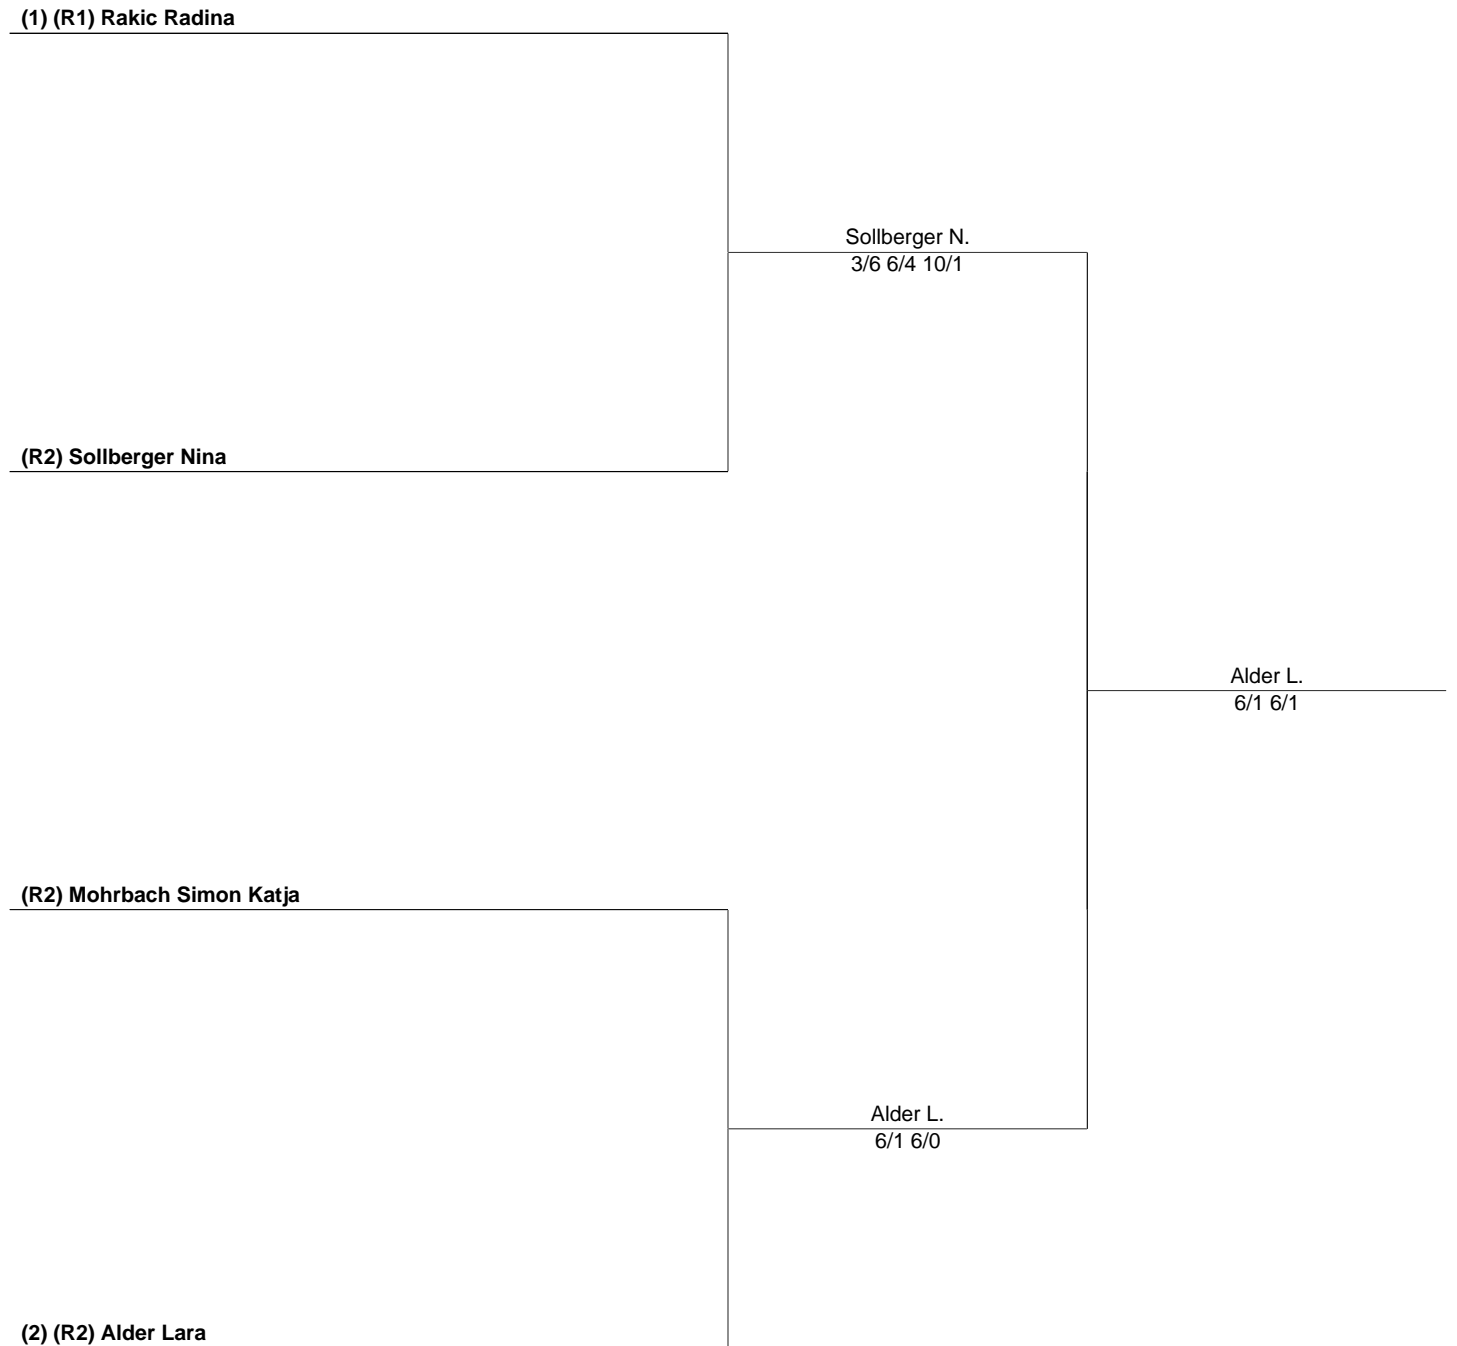 (1) (R1) Rakic Radina
Sollberger N.
3/6 6/4 10/1
(R2) Sollberger Nina
Alder L.
6/1 6/1
(R2) Mohrbach Simon Katja
Alder L.
6/1 6/0
(2) (R2) Alder Lara